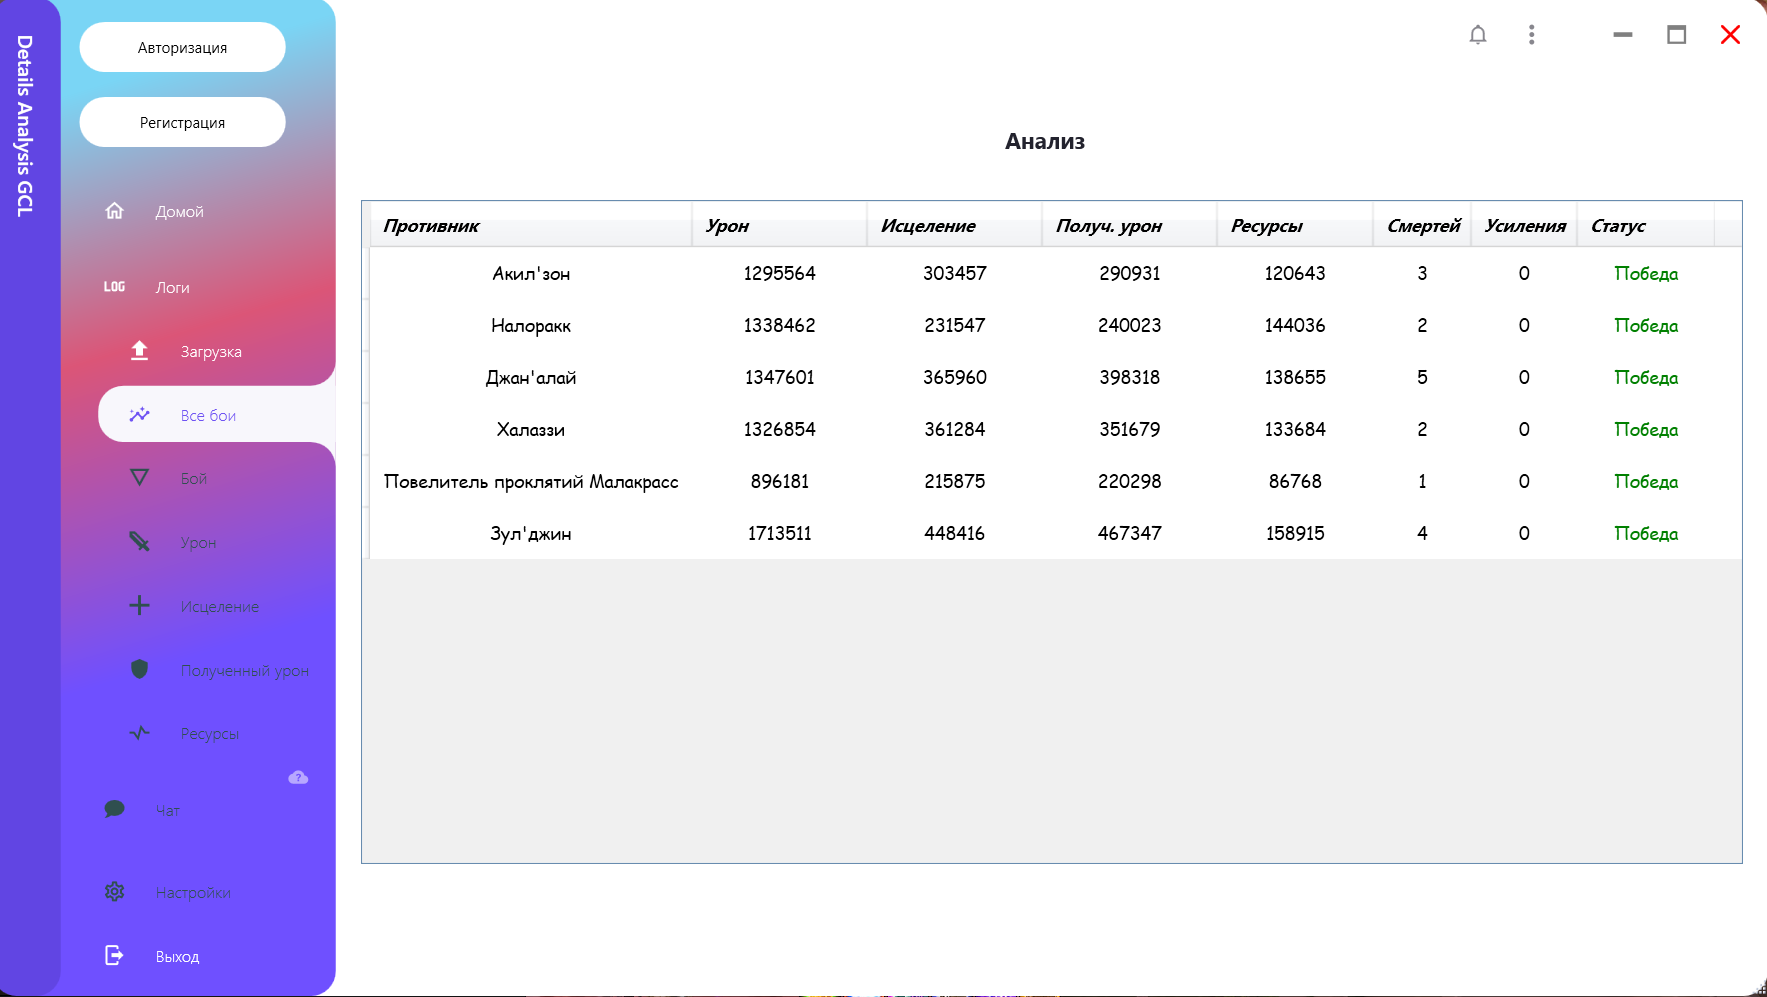 Details Analysis GCL
Авторизация
Регистрация
Домой
LOG Логи
Загрузка
Все бои
Бой
Урон
Исцеление
Полученный урон
Ресурсы
?
Чат
Настройки
Выход
Анализ
Противник Урон Исцеление Получ. урон Ресурсы Смертей Усиления Статус
Акил'зон 1295564 303457 290931 120643 3 0 Победа
Налоракк 1338462 231547 240023 144036 2 0 Победа
Джан'алай 1347601 365960 398318 138655 5 0 Победа
Халаззи 1326854 361284 351679 133684 2 0 Победа
Повелитель проклятий Малакрасс 896181 215875 220298 86768 1 0 Победа
Зул'джин 1713511 448416 467347 158915 4 0 Победа